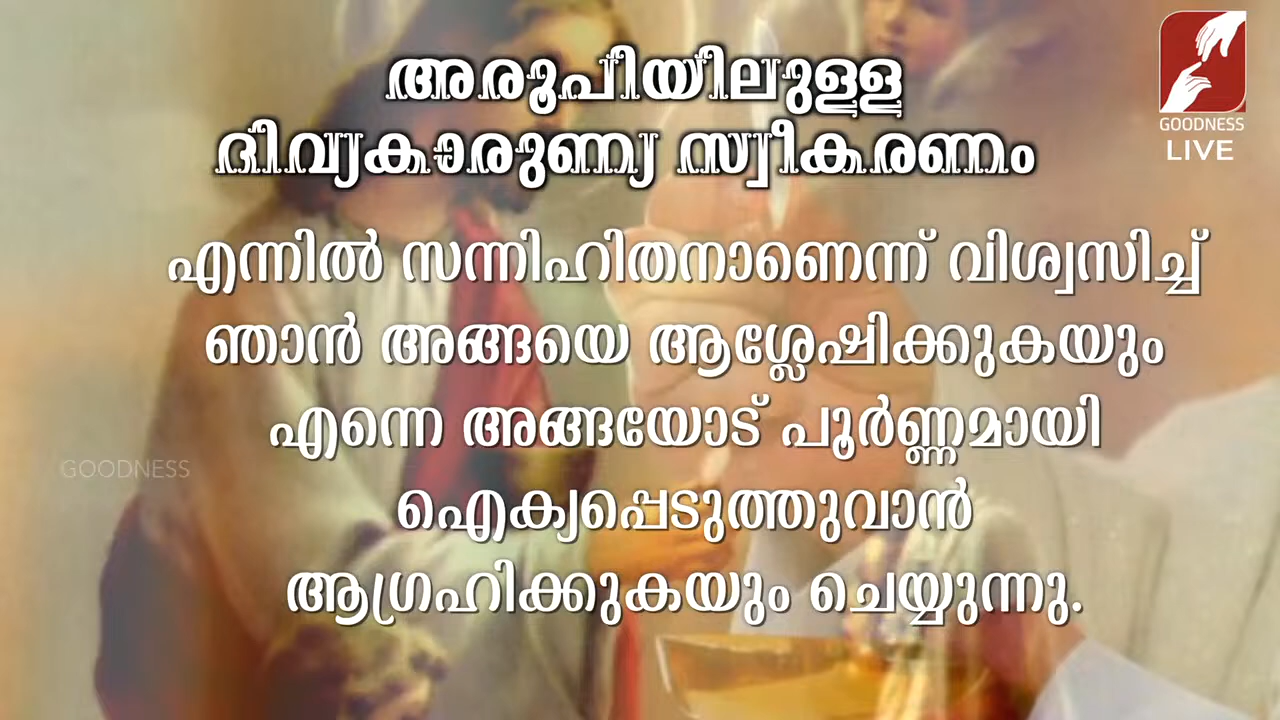 അരൂപിയിലുള്ള
ദിവ്യകാരുണ്യ സ്വീകരണം
GOODNESS
LIVE
എന്നിൽ സന്നിഹിതനാണെന്ന് വിശ്വസിച്ച്
ഞാൻ അങ്ങയെ ആശ്ലേഷിക്കുകയും
എന്നെ അങ്ങയോട് പൂർണ്ണമായി
GOODNESS
ഐക്യപ്പെടുത്തുവാൻ
ആഗ്രഹിക്കുകയും ചെയ്യുന്നു.